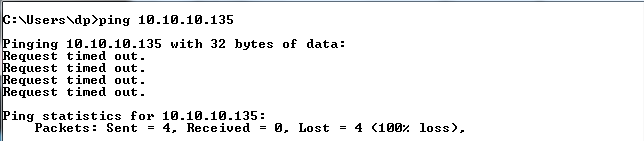 C:\Users\dp>ping 10.10.10.135
Pinging 10.10.10.135 with 32 bytes of data:
Request timed out.
Request timed out.
Request timed out.
Request timed out.
Ping statistics for 10.10.10.135:
    Packets: Sent = 4, Received = 0, Lost = 4 (100% loss),